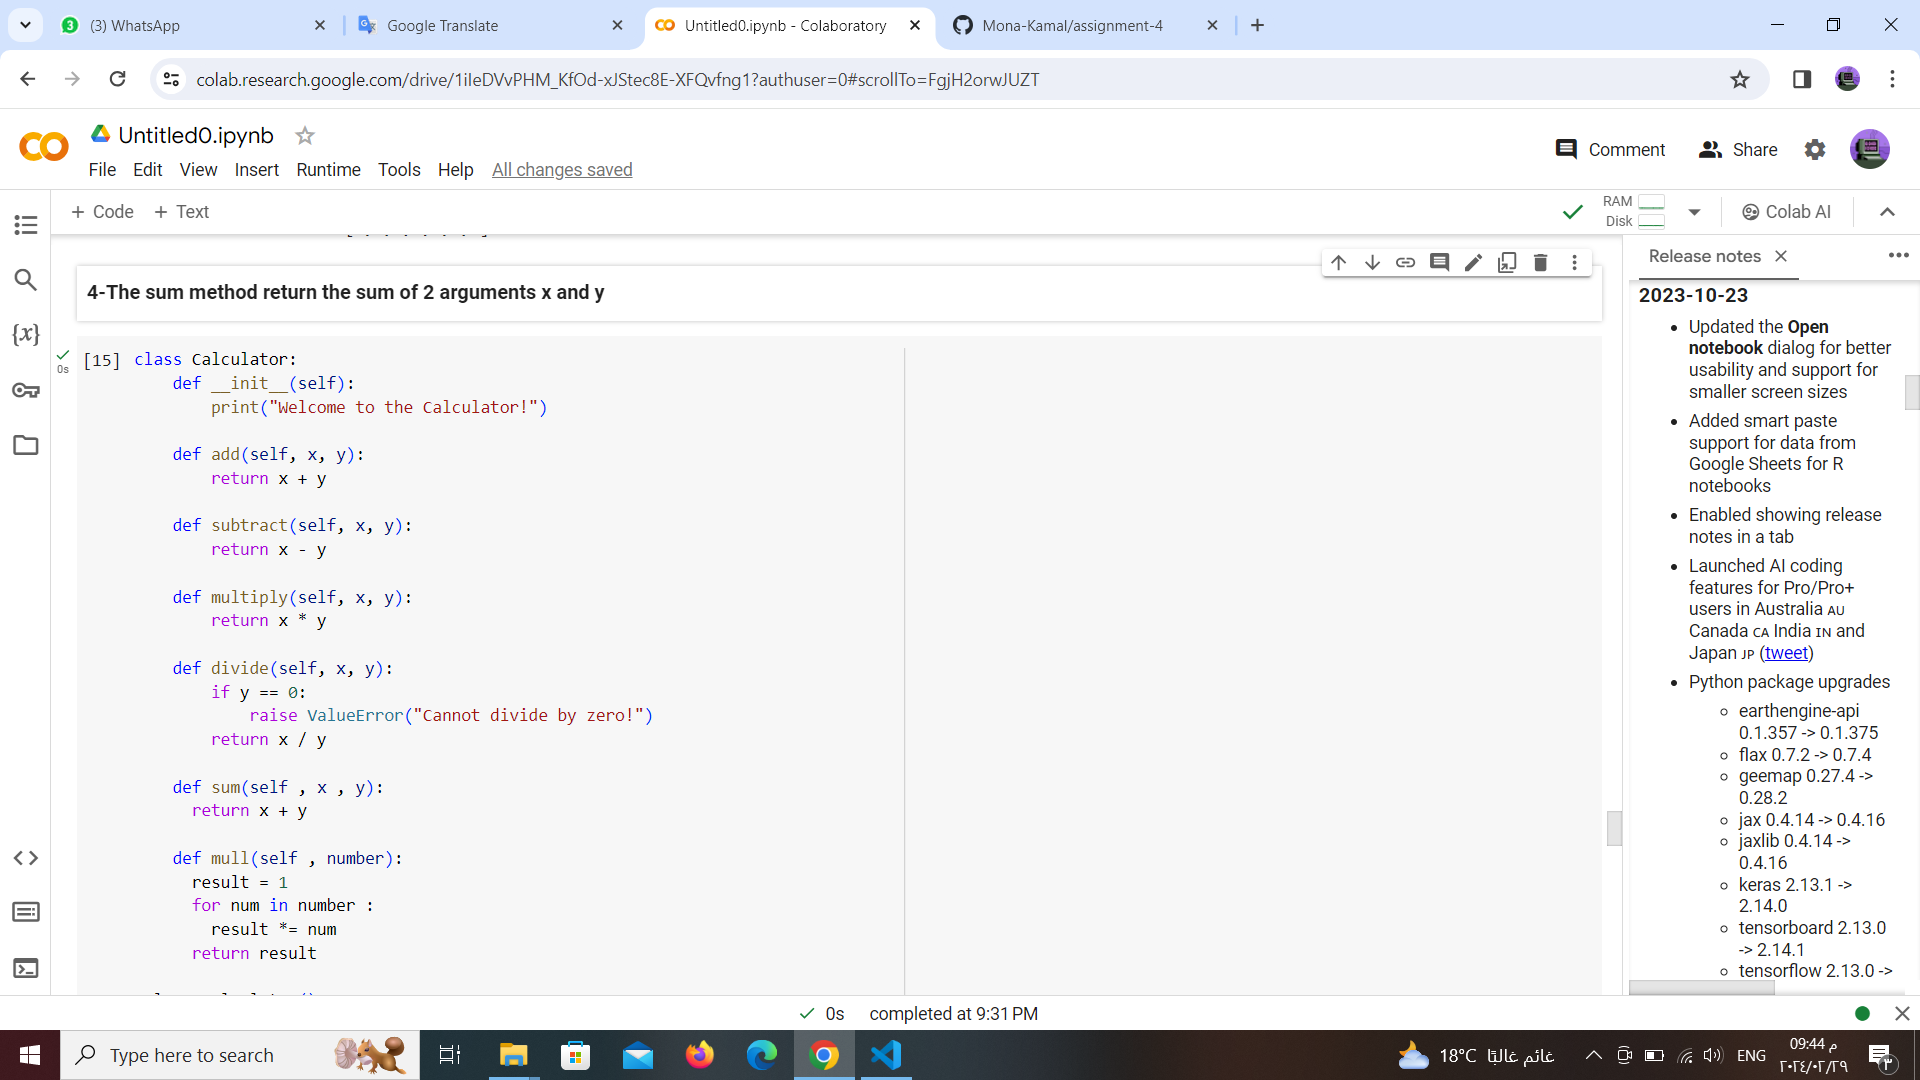 (3) WhatsApp
Google Translate
Untitled0.ipynb - Colaboratory
Mona-Kamal/assignment-4
colab.research.google.com/drive/1iIeDVvPHM_KfOd-xJStec8E-XFQvfng1?authuser=0#scrollTo=FgjH2orwJUZT
Untitled0.ipynb
File Edit View Insert Runtime Tools Help All changes saved
Comment
Share
+ Code + Text
RAM
Disk
Colab AI
4-The sum method return the sum of 2 arguments x and y
[15]
0s
class Calculator:
    def __init__(self):
        print("Welcome to the Calculator!")
    def add(self, x, y):
        return x + y
    def subtract(self, x, y):
        return x - y
    def multiply(self, x, y):
        return x * y
    def divide(self, x, y):
        if y == 0:
            raise ValueError("Cannot divide by zero!")
        return x / y
    def sum(self , x , y):
      return x + y
    def mull(self , number):
      result = 1
      for num in number :
        result *= num
      return result
Release notes
2023-10-23
Updated the Open
notebook dialog for better
usability and support for
smaller screen sizes
Added smart paste
support for data from
Google Sheets for R
notebooks
Enabled showing release
notes in a tab
Launched AI coding
features for Pro/Pro+
users in Australia AU
Canada CA India IN and
Japan JP (tweet)
Python package upgrades
earthengine-api
0.1.357 -> 0.1.375
flax 0.7.2 -> 0.7.4
geemap 0.27.4 ->
0.28.2
jax 0.4.14 -> 0.4.16
jaxlib 0.4.14 ->
0.4.16
keras 2.13.1 ->
2.14.0
tensorboard 2.13.0
-> 2.14.1
tensorflow 2.13.0 ->
0s completed at 9:31 PM
Type here to search
18°C غائم غالبًا
ENG
09:44 م
٢٠٢٤/٠٢/٢٩
٣